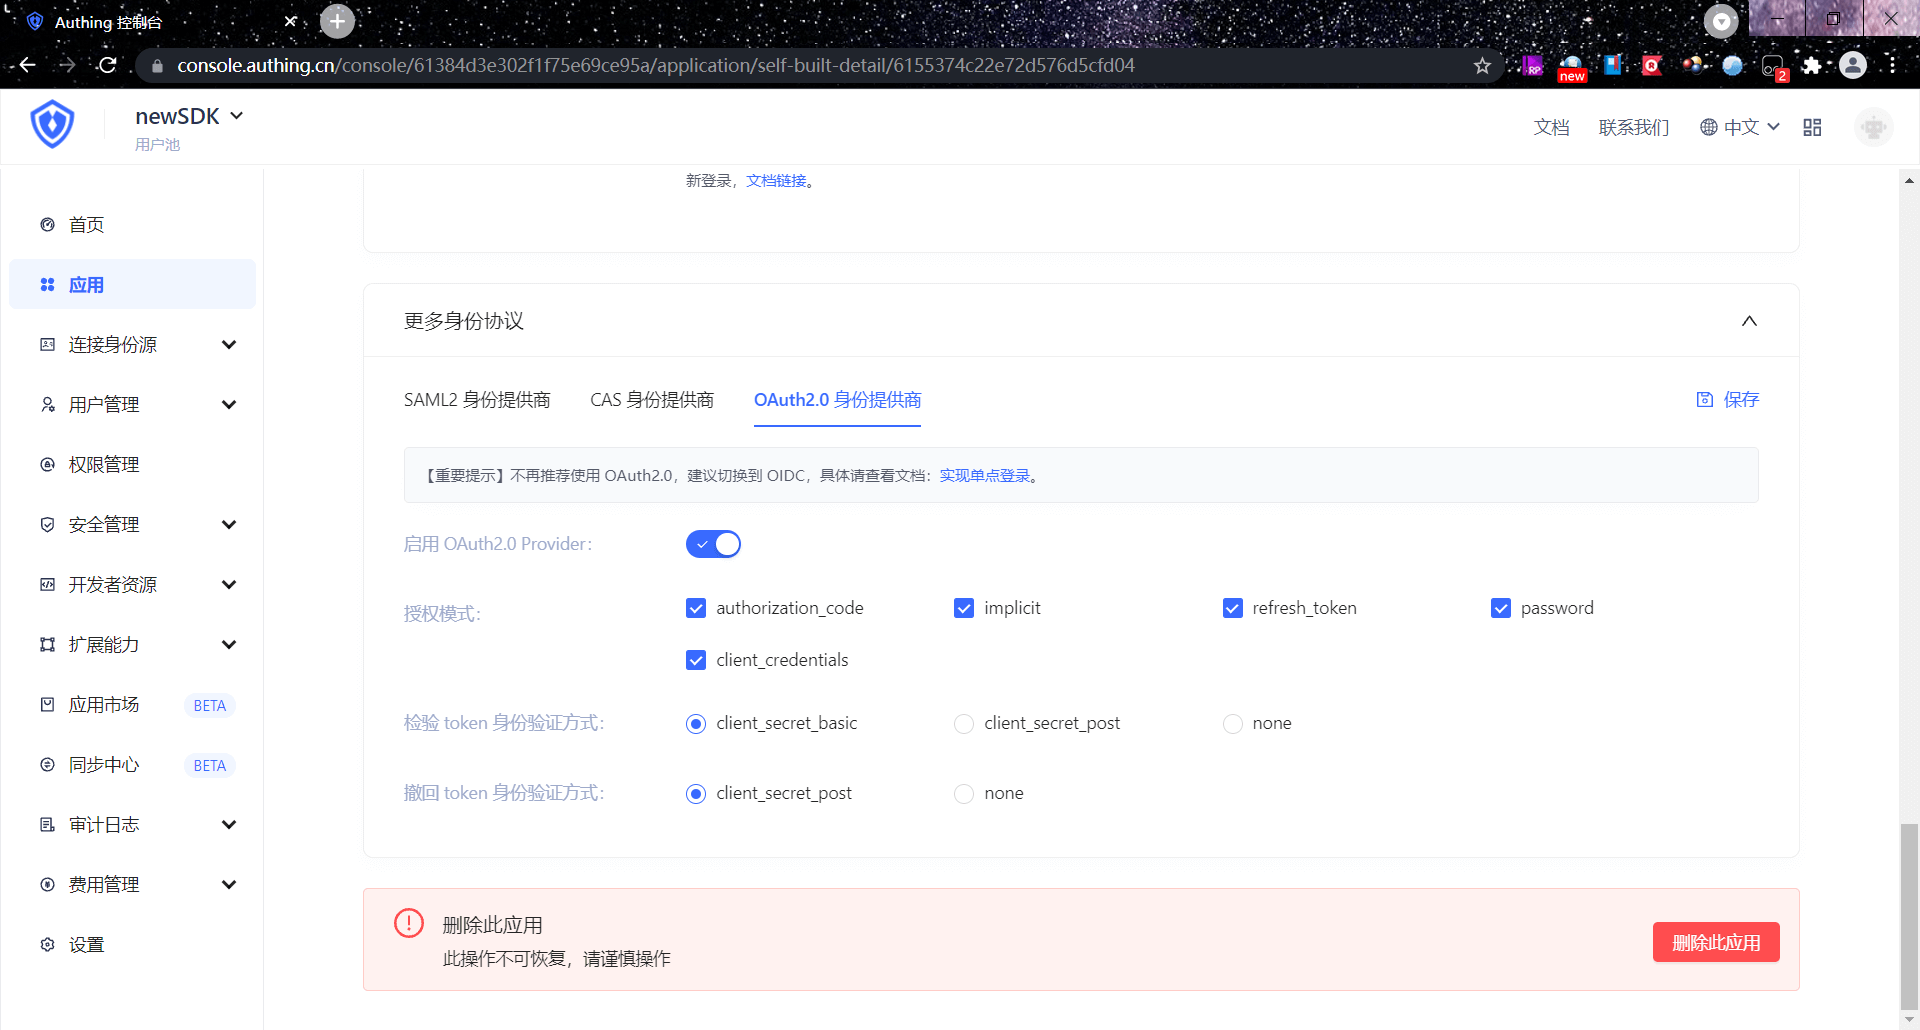 Authing 控制台
console.authing.cn/console/61384d3e302f1f75e69ce95a/application/self-built-detail/6155374c22e72d576d5cfd04
RP
new
R
2
newSDK
用户池
文档
联系我们
中文
首页
应用
连接身份源
用户管理
权限管理
安全管理
开发者资源
扩展能力
应用市场 BETA
同步中心 BETA
审计日志
费用管理
设置
新登录，文档链接。
更多身份协议
SAML2 身份提供商 CAS 身份提供商 OAuth2.0 身份提供商 保存
【重要提示】不再推荐使用 OAuth2.0，建议切换到 OIDC，具体请查看文档：实现单点登录。
启用 OAuth2.0 Provider：
授权模式： authorization_code implicit refresh_token password
client_credentials
检验 token 身份验证方式： client_secret_basic client_secret_post none
撤回 token 身份验证方式： client_secret_post none
删除此应用
此操作不可恢复，请谨慎操作
删除此应用